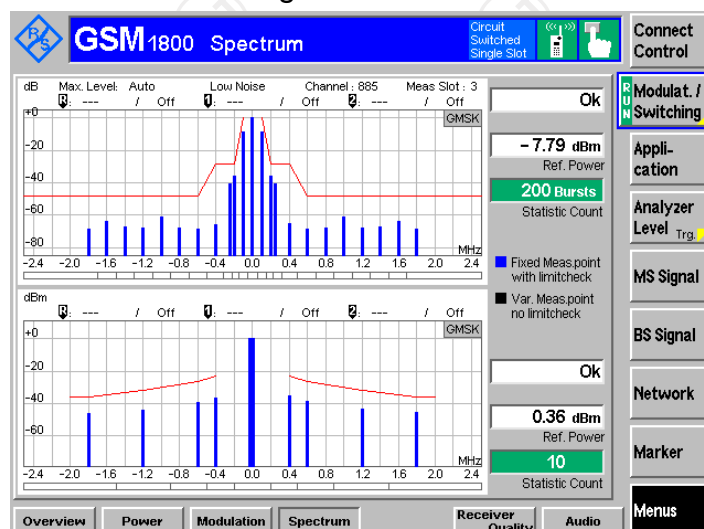 R&S
GSM 1800 Spectrum
Circuit Switched Single Slot
Connect Control
dB Max. Level: Auto Low Noise Channel : 885 Meas Slot : 3
R: --- / Off 1: --- / Off 2: --- / Off
GMSK
+0
-20
-40
-60
-80
MHz
-2.4 -2.0 -1.6 -1.2 -0.8 -0.4 0.0 0.4 0.8 1.2 1.6 2.0 2.4
Ok
-7.79 dBm
Ref. Power
200 Bursts
Statistic Count
Fixed Meas.point
with limitcheck
Var. Meas.point
no limitcheck
dBm
R: --- / Off 1: --- / Off 2: --- / Off
GMSK
+0
-20
-40
-60
MHz
-2.4 -2.0 -1.6 -1.2 -0.8 -0.4 0.0 0.4 0.8 1.2 1.6 2.0 2.4
Ok
0.36 dBm
Ref. Power
10
Statistic Count
RUN
Modulat. /
Switching
Appli-
cation
Analyzer
Level Trg.
MS Signal
BS Signal
Network
Marker
Menus
Overview Power Modulation Spectrum Receiver Quality Audio